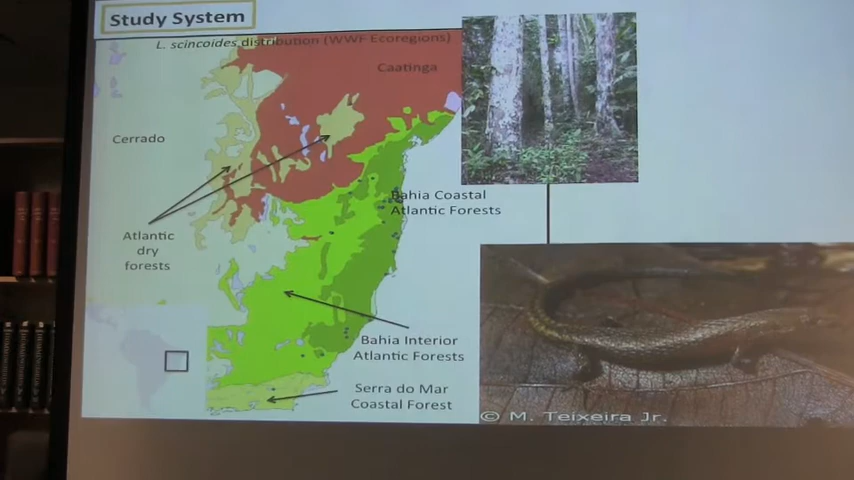 Study System
L. scincoides distribution (WWF Ecoregions)
Caatinga
Cerrado
Bahia Coastal
Atlantic Forests
Atlantic
dry
forests
Bahia Interior
Atlantic Forests
Serra do Mar
Coastal Forest
© M. Teixeira Jr.